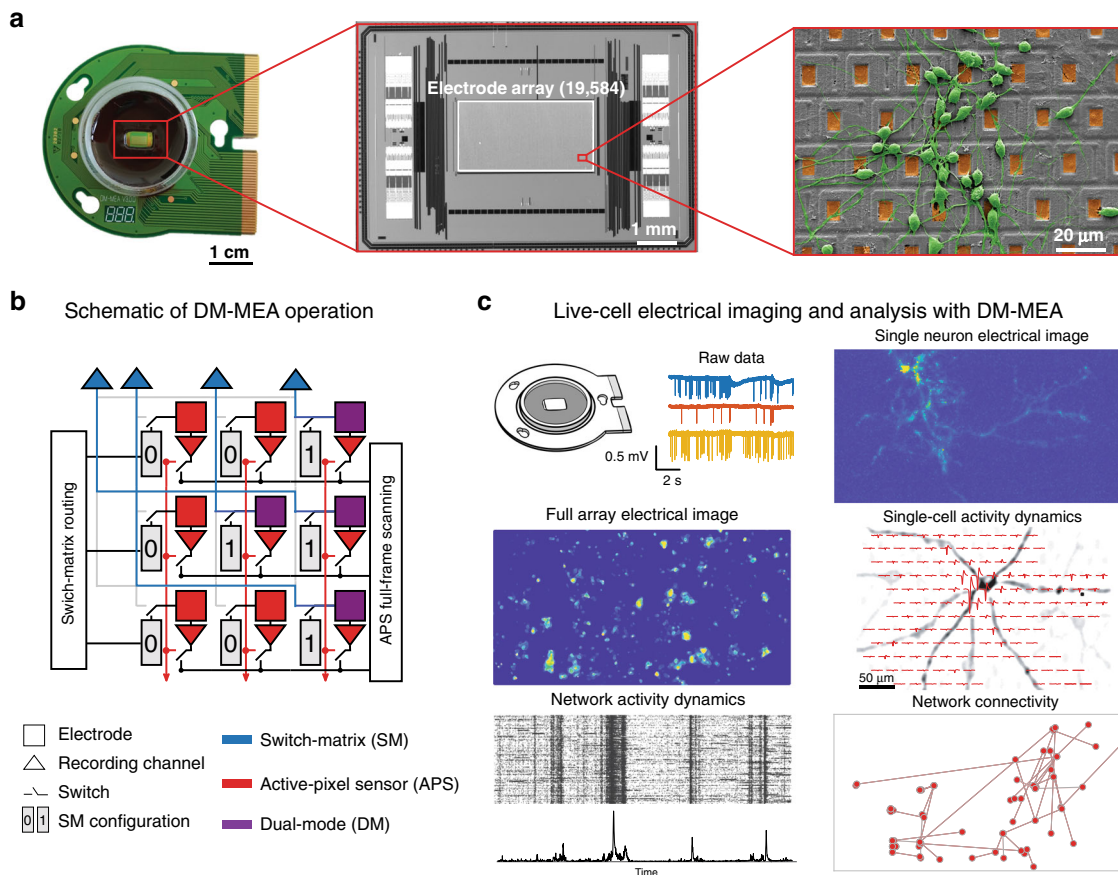 a
DM-MEA
1 cm
Electrode array (19,584)
1 mm
20 μm
b
Schematic of DM-MEA operation
Swich-matrix routing
0
0
1
0
1
1
0
0
1
APS full-frame scanning
Electrode
Recording channel
Switch
0 1 SM configuration
Switch-matrix (SM)
Active-pixel sensor (APS)
Dual-mode (DM)
c
Live-cell electrical imaging and analysis with DM-MEA
Raw data
0.5 mV
2 s
Single neuron electrical image
Full array electrical image
Single-cell activity dynamics
50 μm
Network activity dynamics
Time
Network connectivity